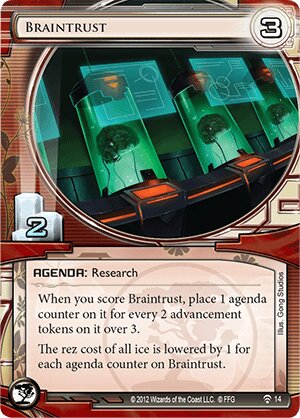 BRAINTRUST
3
2
AGENDA: Research
When you score Braintrust, place 1 agenda
counter on it for every 2 advancement
tokens on it over 3.
The rez cost of all ice is lowered by 1 for
each agenda counter on Braintrust.
Illus. Gong Studios
©2012 Wizards of the Coast LLC. ©FFG
14